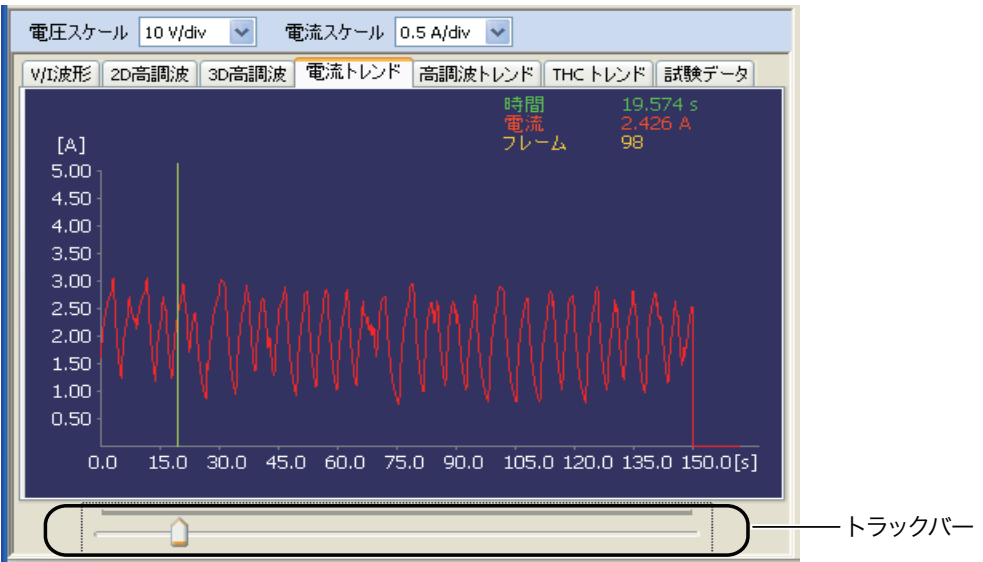 電圧スケール 10 V/div 電流スケール 0.5 A/div
V/I波形 2D高調波 3D高調波 電流トレンド 高調波トレンド THC トレンド 試験データ
時間 19.574 s
電流 2.426 A
フレーム 98
[A]
5.00
4.50
4.00
3.50
3.00
2.50
2.00
1.50
1.00
0.50
0.0 15.0 30.0 45.0 60.0 75.0 90.0 105.0 120.0 135.0 150.0[s]
トラックバー